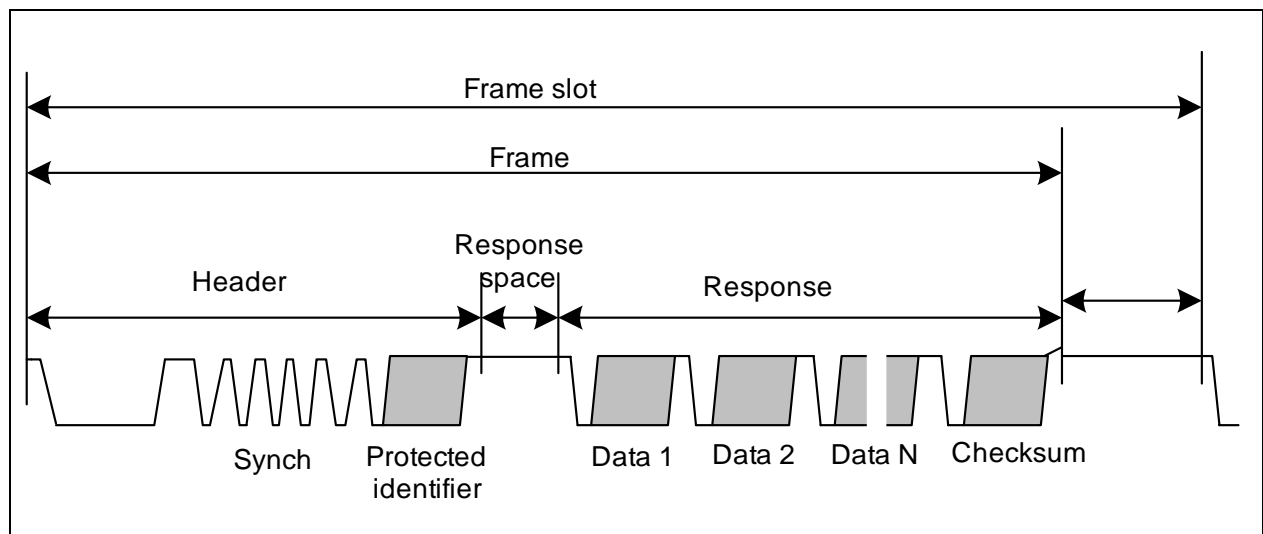 Frame slot
Frame
Response
space
Header
Response
Synch
Protected
identifier
Data 1
Data 2
Data N
Checksum